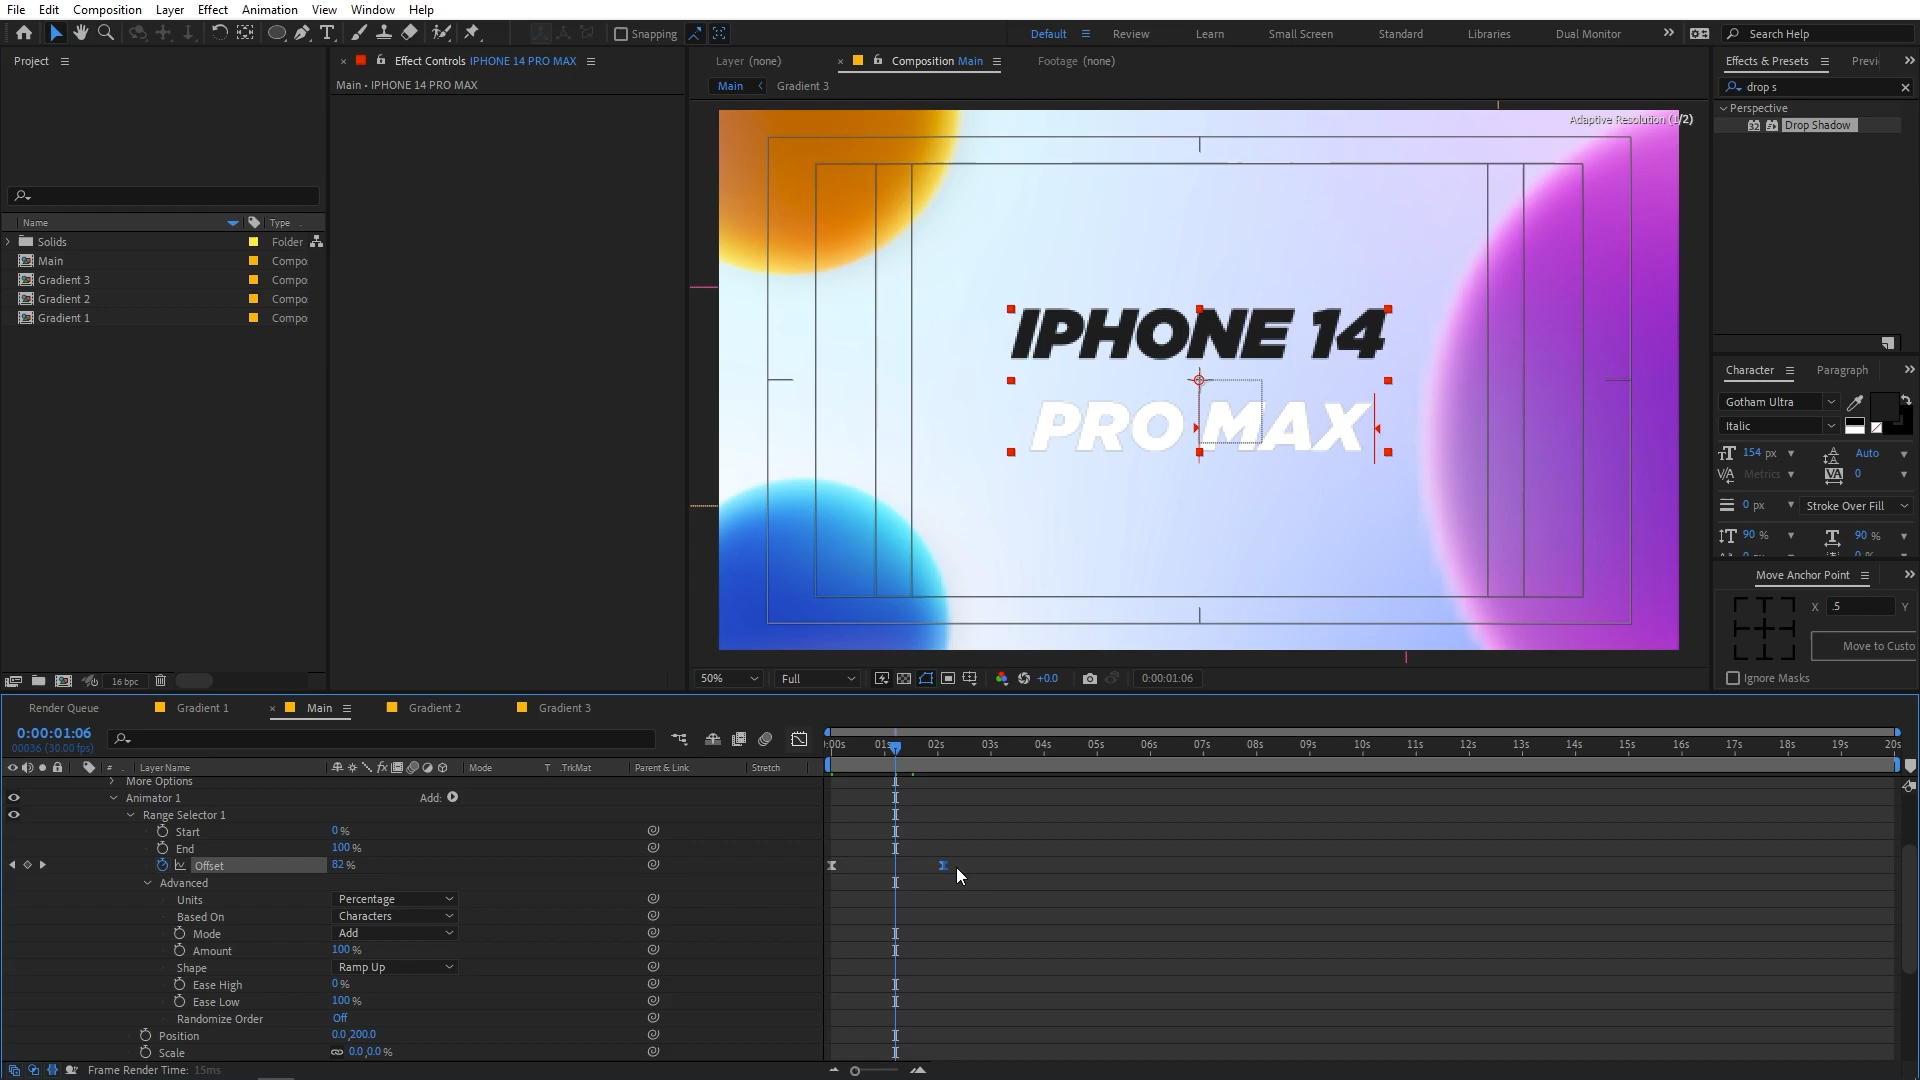 File Edit Composition Layer Effect Animation View Window Help
Snapping
Default Review Learn Small Screen Standard Libraries Dual Monitor Search Help
Project
Effect Controls IPHONE 14 PRO MAX
Main • IPHONE 14 PRO MAX
Layer (none) Composition Main Footage (none)
Main Gradient 3
Effects & Presets Previ
drop s
Perspective
32 Drop Shadow
Adaptive Resolution (1/2)
IPHONE 14
PRO MAX
Name Type
Solids Folder
Main Compo
Gradient 3 Compo
Gradient 2 Compo
Gradient 1 Compo
16 bpc
Character Paragraph
Gotham Ultra
Italic
154 px Auto
Metrics 0
0 px Stroke Over Fill
90 % 90 %
Move Anchor Point
X .5 Y
Move to Custo
Ignore Masks
50% Full +0.0 0:00:01:06
Render Queue Gradient 1 Main Gradient 2 Gradient 3
0:00:01:06
00036 (30.00 fps)
:00s 01s 02s 03s 04s 05s 06s 07s 08s 09s 10s 11s 12s 13s 14s 15s 16s 17s 18s 19s 20s
# Layer Name Mode T .TrkMat Parent & Link Stretch
More Options
Animator 1 Add:
Range Selector 1
Start 0 %
End 100 %
Offset 82 %
Advanced
Units Percentage
Based On Characters
Mode Add
Amount 100 %
Shape Ramp Up
Ease High 0 %
Ease Low 100 %
Randomize Order Off
Position 0.0,200.0
Scale 0.0,0.0 %
Frame Render Time: 15ms